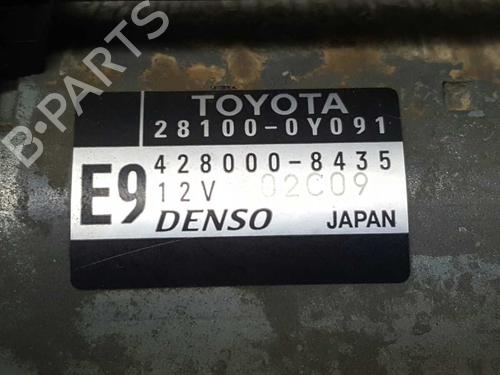 B-PARTS
TOYOTA
28100-0Y091
E9
428000-8435
12V 02C09
DENSO JAPAN